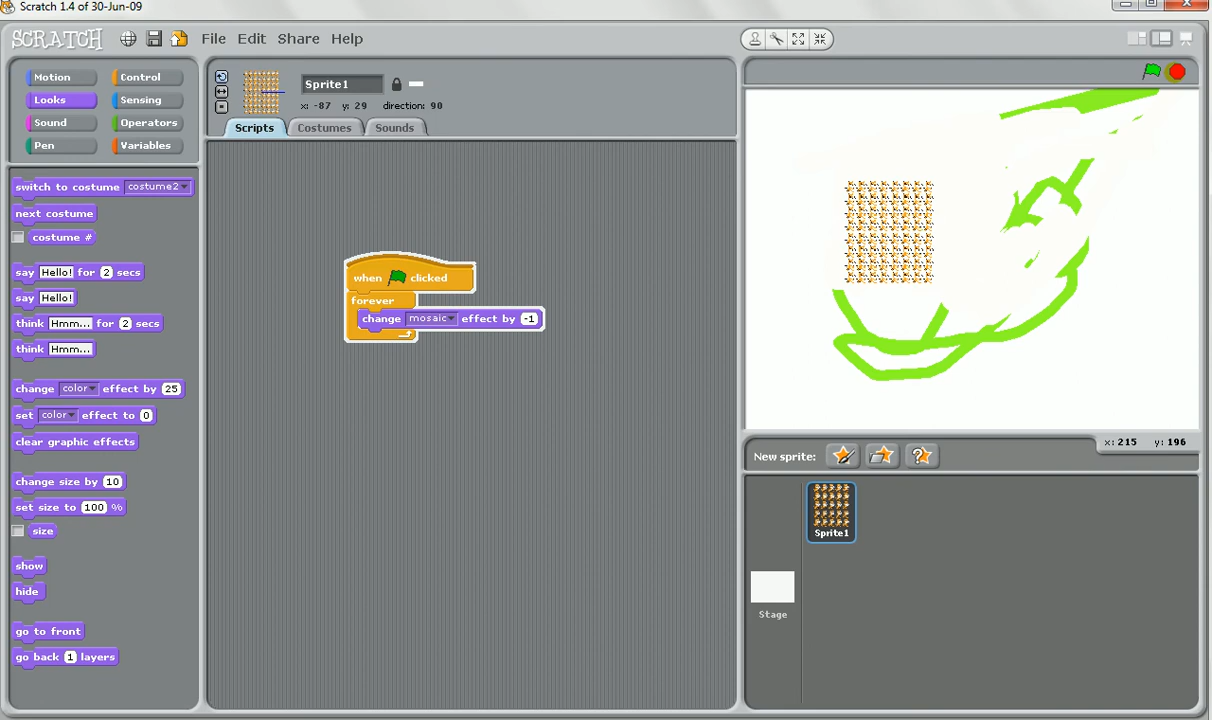 Scratch 1.4 of 30-Jun-09
SCRATCH
File Edit Share Help
Motion Control
Looks Sensing
Sound Operators
Pen Variables
switch to costume costume2
next costume
costume #
say Hello! for 2 secs
say Hello!
think Hmm... for 2 secs
think Hmm...
change color effect by 25
set color effect to 0
clear graphic effects
change size by 10
set size to 100 %
size
show
hide
go to front
go back 1 layers
Sprite1
x: -87 y: 29 direction: 90
Scripts Costumes Sounds
when clicked
forever
change mosaic effect by -1
x: 215 y: 196
New sprite:
Sprite1
Stage